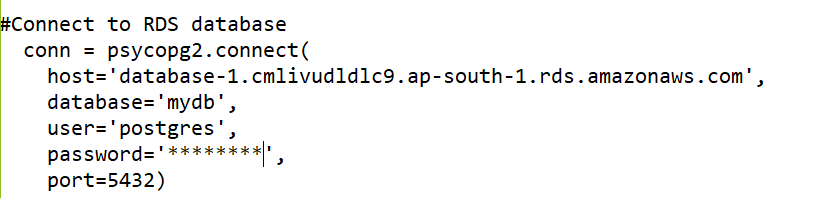 #Connect to RDS database
conn = psycopg2.connect(
host='database-1.cmlivudldlc9.ap-south-1.rds.amazonaws.com',
database='mydb',
user='postgres',
password='********',
port=5432)